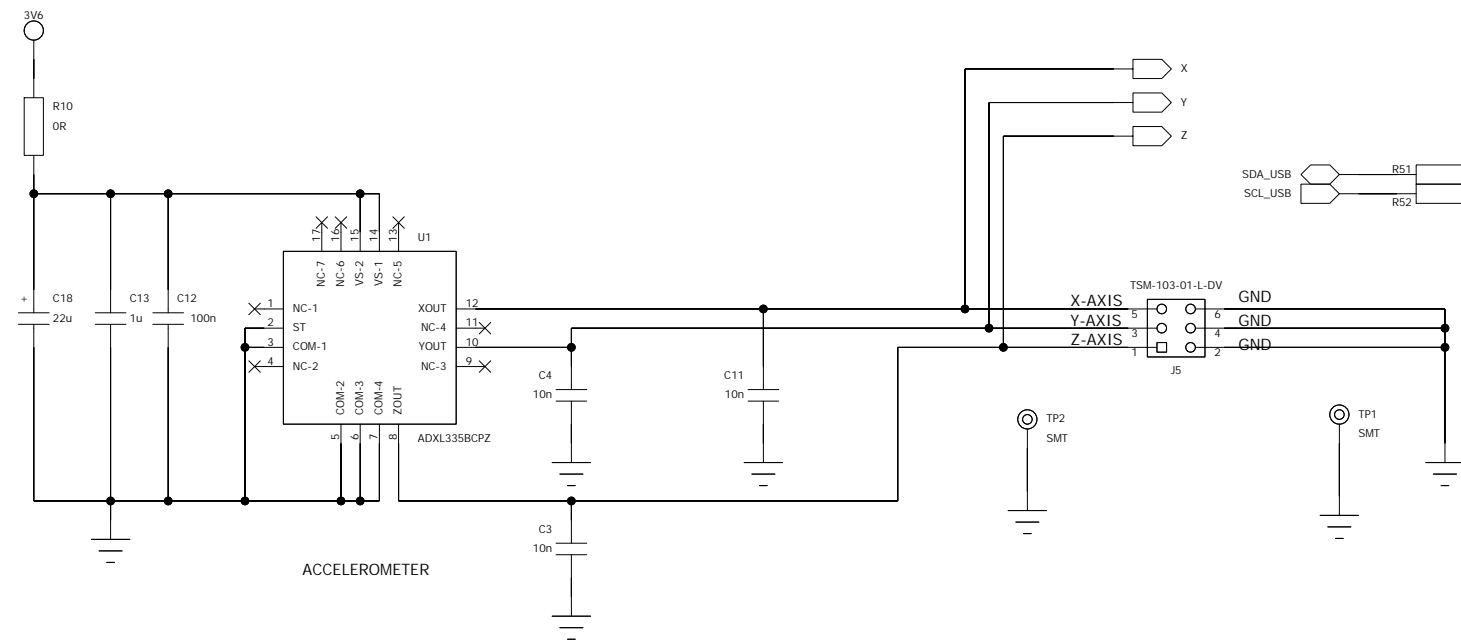 3V6
X
R10
0R
Y
Z
SDA_USB
R51
SCL_USB
R52
17
16
15
14
13
U1
NC-7
NC-6
VS-2
VS-1
NC-5
TSM-103-01-L-DV
+
C18
22u
C13
1u
C12
100n
1
NC-1
XOUT
12
X-AXIS
5
6
GND
2
ST
NC-4
11
Y-AXIS
3
4
GND
3
COM-1
YOUT
10
Z-AXIS
1
2
GND
4
NC-2
NC-3
9
J5
C4
10n
C11
10n
COM-2
COM-3
COM-4
ZOUT
5
6
7
8
ADXL335BCPZ
TP2
SMT
TP1
SMT
C3
10n
ACCELEROMETER